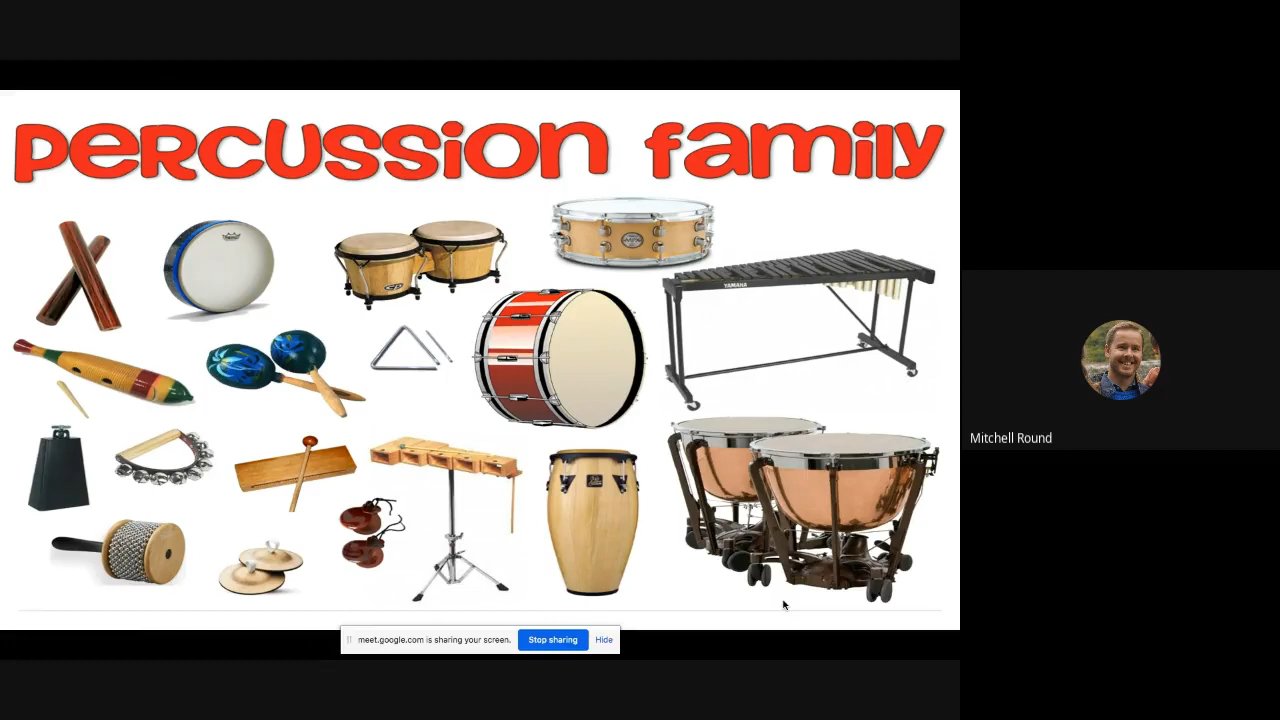 percussion family
YAMAHA
Mitchell Round
meet.google.com is sharing your screen.
Stop sharing
Hide